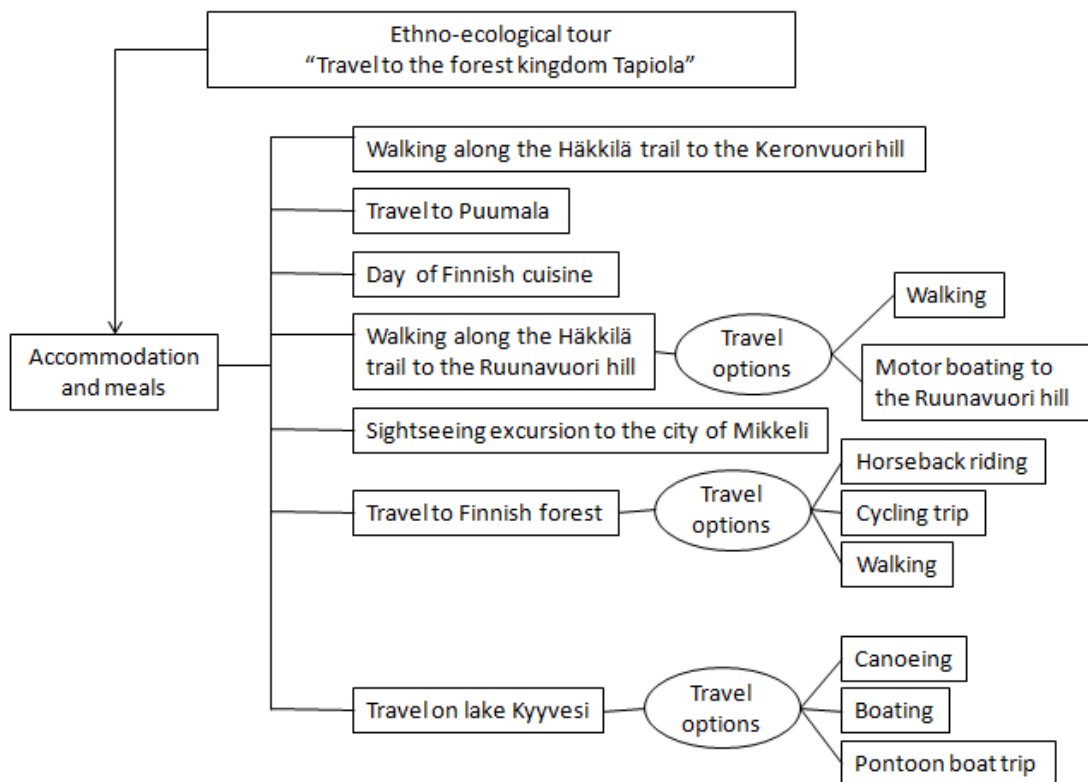 Ethno-ecological tour
“Travel to the forest kingdom Tapiola”
Walking along the Häkkilä trail to the Keronvuori hill
Travel to Puumala
Day of Finnish cuisine
Accommodation
and meals
Walking along the Häkkilä
trail to the Ruunavuori hill
Travel
options
Walking
Motor boating to
the Ruunavuori hill
Sightseeing excursion to the city of Mikkeli
Travel to Finnish forest
Travel
options
Horseback riding
Cycling trip
Walking
Travel on lake Kyyvesi
Travel
options
Canoeing
Boating
Pontoon boat trip